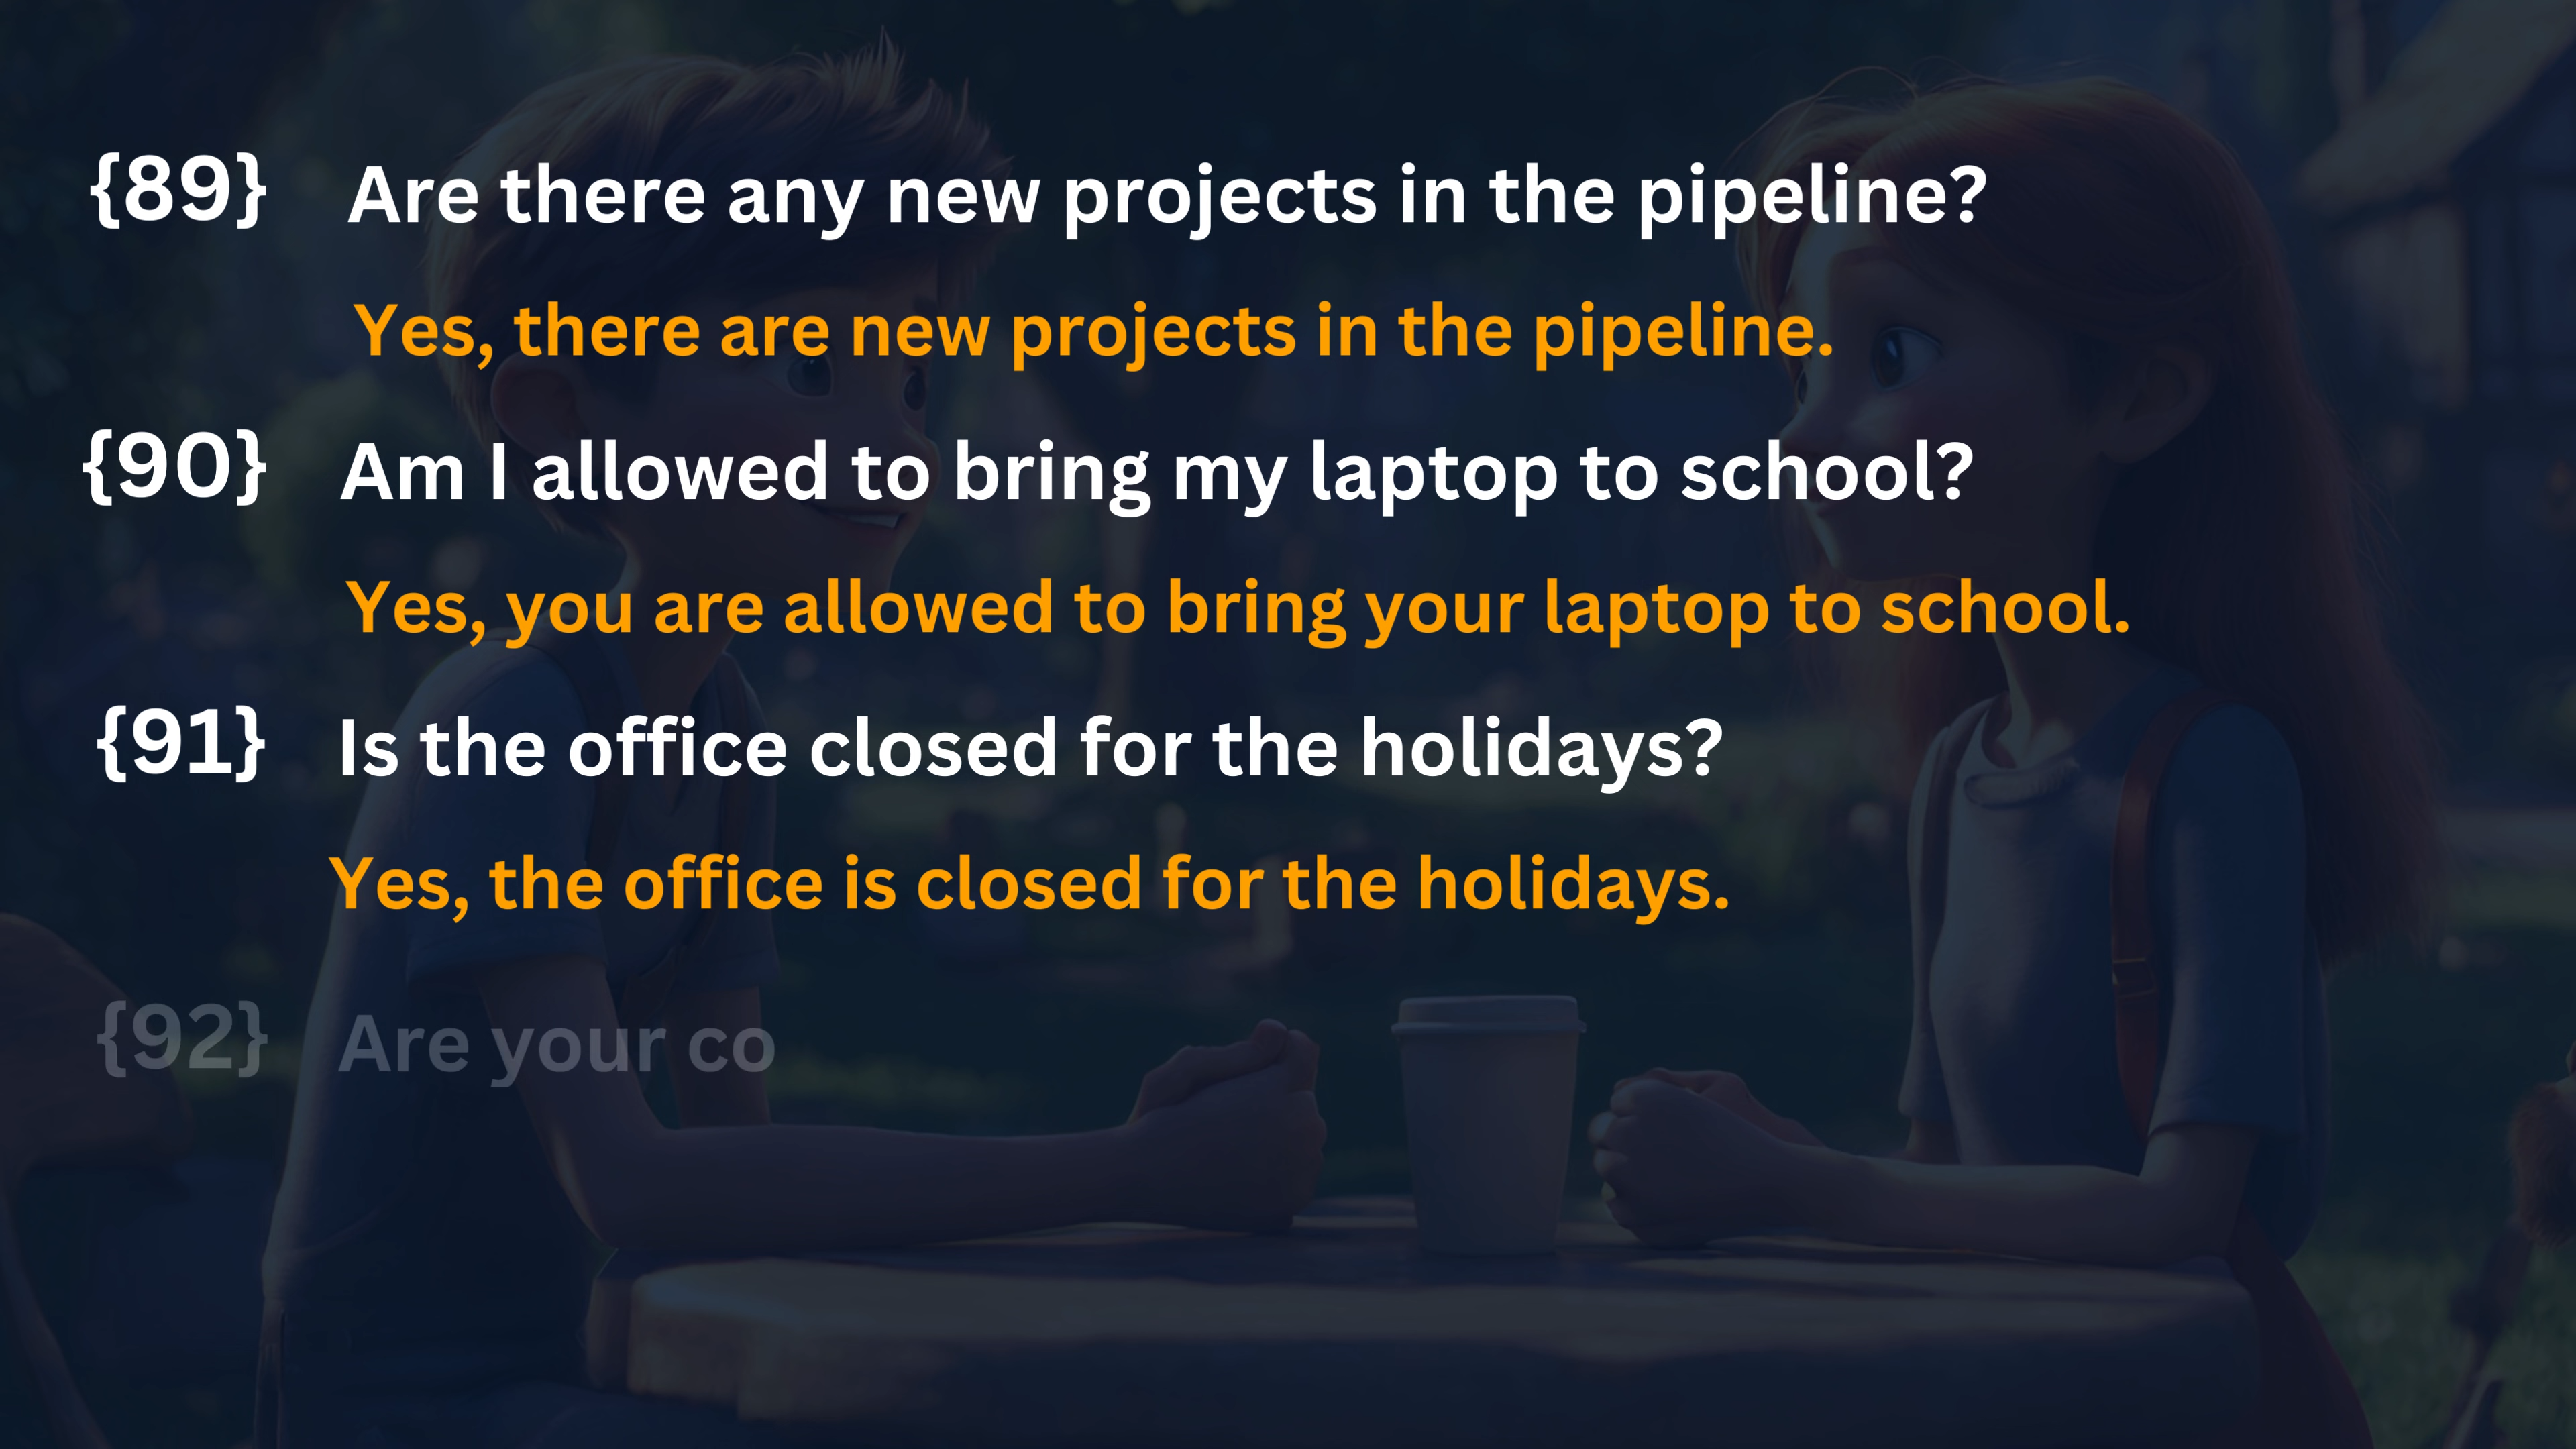 {89} Are there any new projects in the pipeline?
Yes, there are new projects in the pipeline.
{90} Am I allowed to bring my laptop to school?
Yes, you are allowed to bring your laptop to school.
{91} Is the office closed for the holidays?
Yes, the office is closed for the holidays.
{92} Are your co